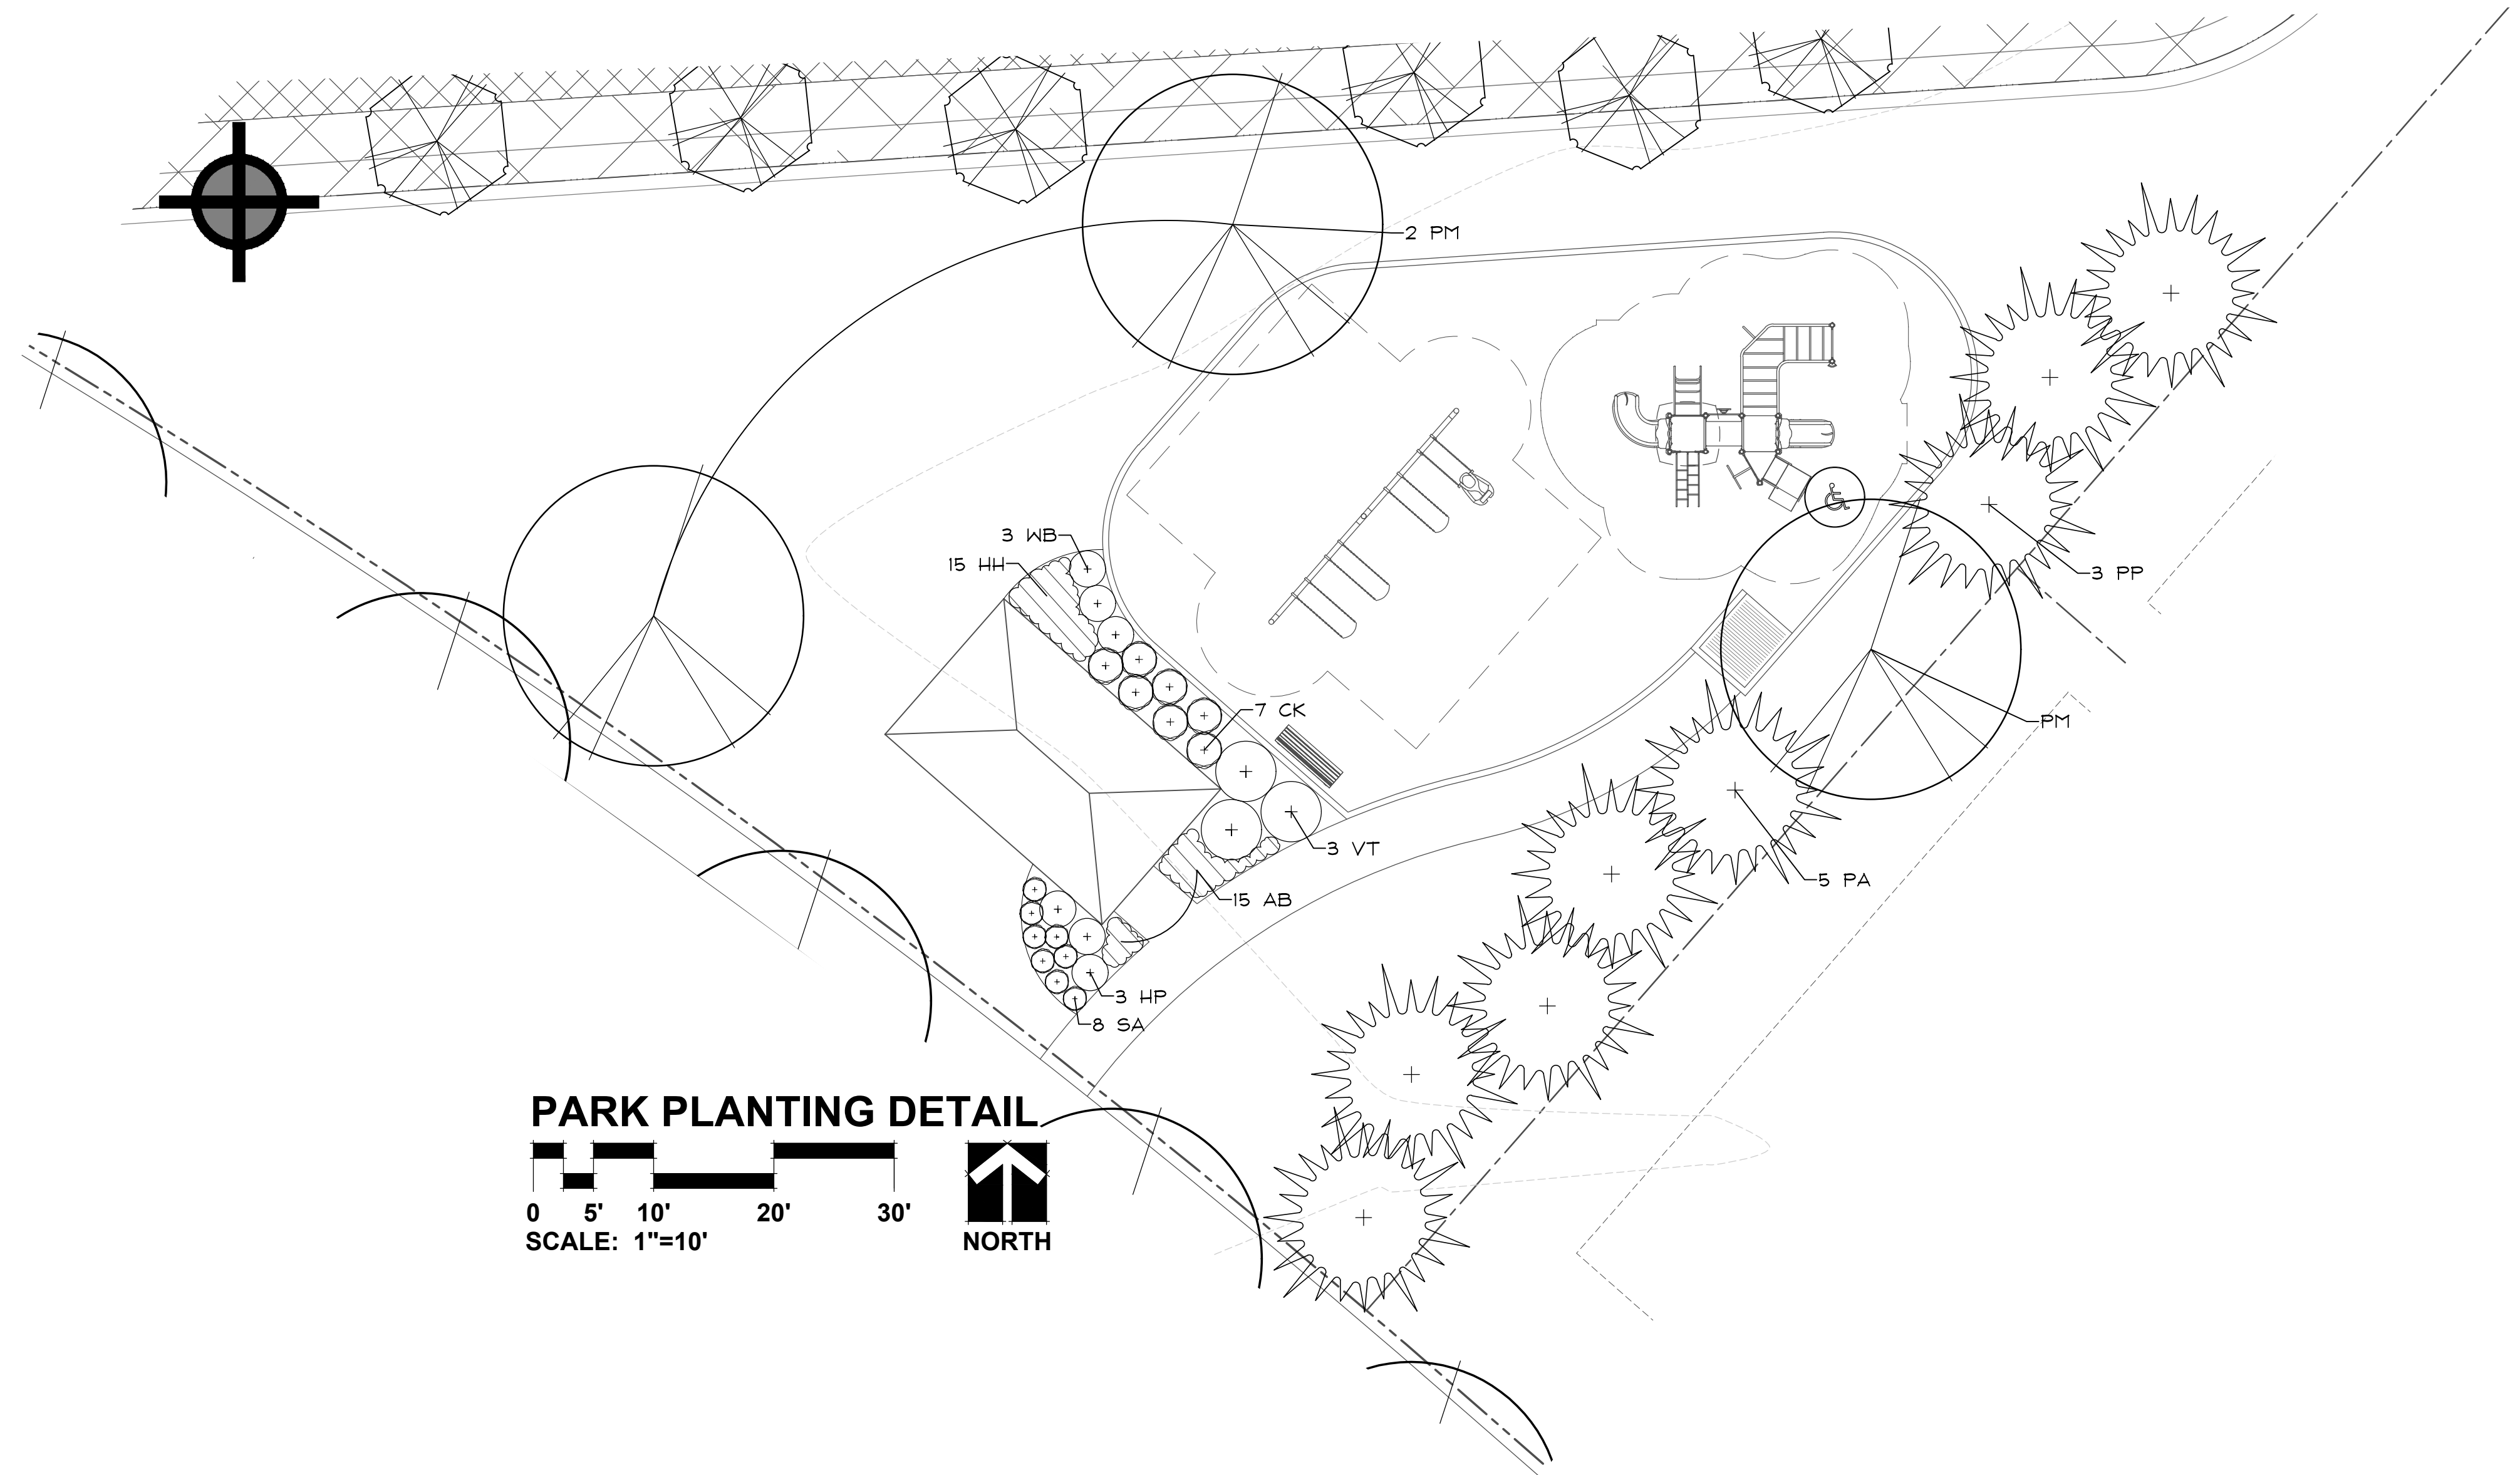 2 PM
3 WB
15 HH
3 PP
7 CK
PM
3 VT
5 PA
15 AB
3 HP
8 SA
PARK PLANTING DETAIL
0 5' 10' 20' 30'
SCALE: 1"=10'
NORTH